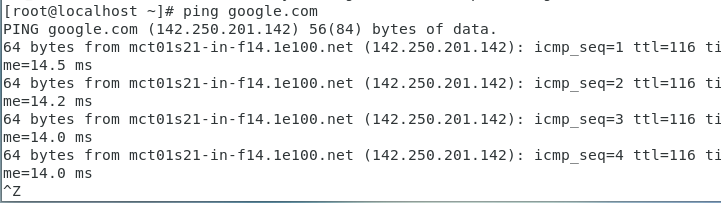 [root@localhost ~]# ping google.com
PING google.com (142.250.201.142) 56(84) bytes of data.
64 bytes from mct01s21-in-f14.1e100.net (142.250.201.142): icmp_seq=1 ttl=116 ti
me=14.5 ms
64 bytes from mct01s21-in-f14.1e100.net (142.250.201.142): icmp_seq=2 ttl=116 ti
me=14.2 ms
64 bytes from mct01s21-in-f14.1e100.net (142.250.201.142): icmp_seq=3 ttl=116 ti
me=14.0 ms
64 bytes from mct01s21-in-f14.1e100.net (142.250.201.142): icmp_seq=4 ttl=116 ti
me=14.0 ms
^Z